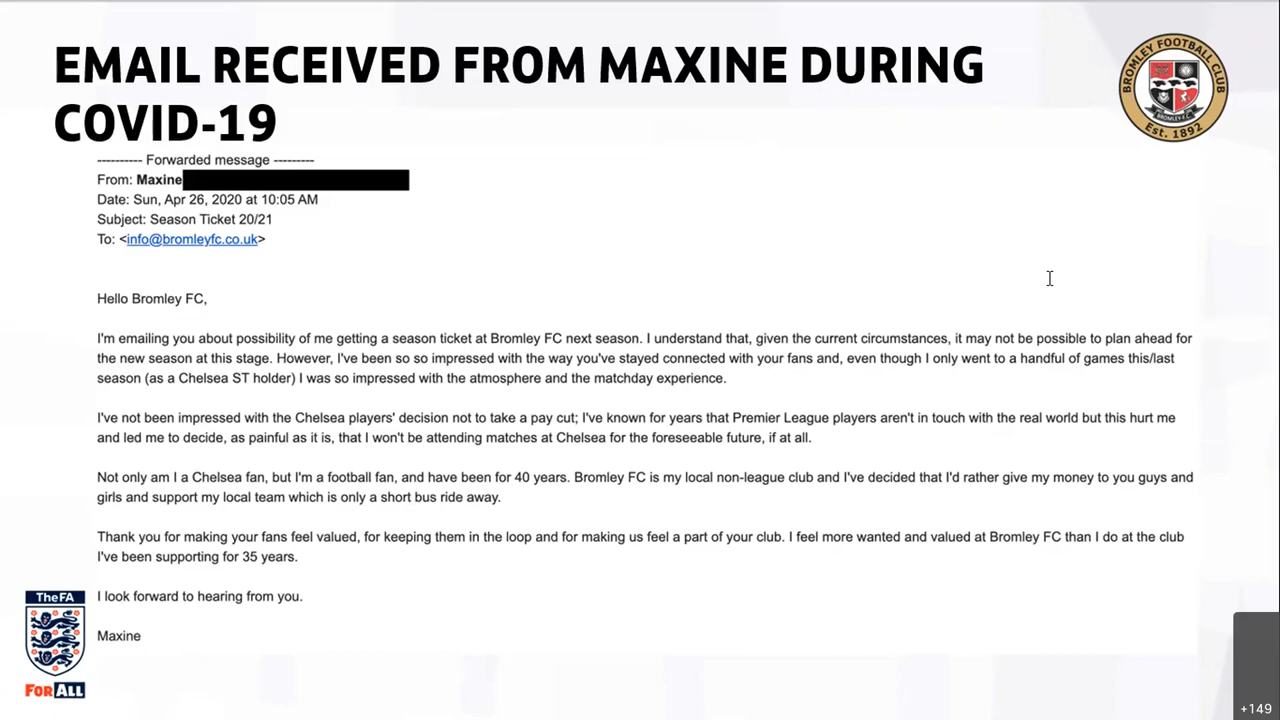 EMAIL RECEIVED FROM MAXINE DURING
COVID-19
BROMLEY FOOTBALL CLUB
BROMLEY F.C.
Est. 1892
---------- Forwarded message ---------
From: Maxine
Date: Sun, Apr 26, 2020 at 10:05 AM
Subject: Season Ticket 20/21
To: <info@bromleyfc.co.uk>
Hello Bromley FC,
I'm emailing you about possibility of me getting a season ticket at Bromley FC next season. I understand that, given the current circumstances, it may not be possible to plan ahead for
the new season at this stage. However, I've been so so impressed with the way you've stayed connected with your fans and, even though I only went to a handful of games this/last
season (as a Chelsea ST holder) I was so impressed with the atmosphere and the matchday experience.
I've not been impressed with the Chelsea players' decision not to take a pay cut; I've known for years that Premier League players aren't in touch with the real world but this hurt me
and led me to decide, as painful as it is, that I won't be attending matches at Chelsea for the foreseeable future, if at all.
Not only am I a Chelsea fan, but I'm a football fan, and have been for 40 years. Bromley FC is my local non-league club and I've decided that I'd rather give my money to you guys and
girls and support my local team which is only a short bus ride away.
Thank you for making your fans feel valued, for keeping them in the loop and for making us feel a part of your club. I feel more wanted and valued at Bromley FC than I do at the club
I've been supporting for 35 years.
I look forward to hearing from you.
Maxine
The FA
FOR ALL
+149